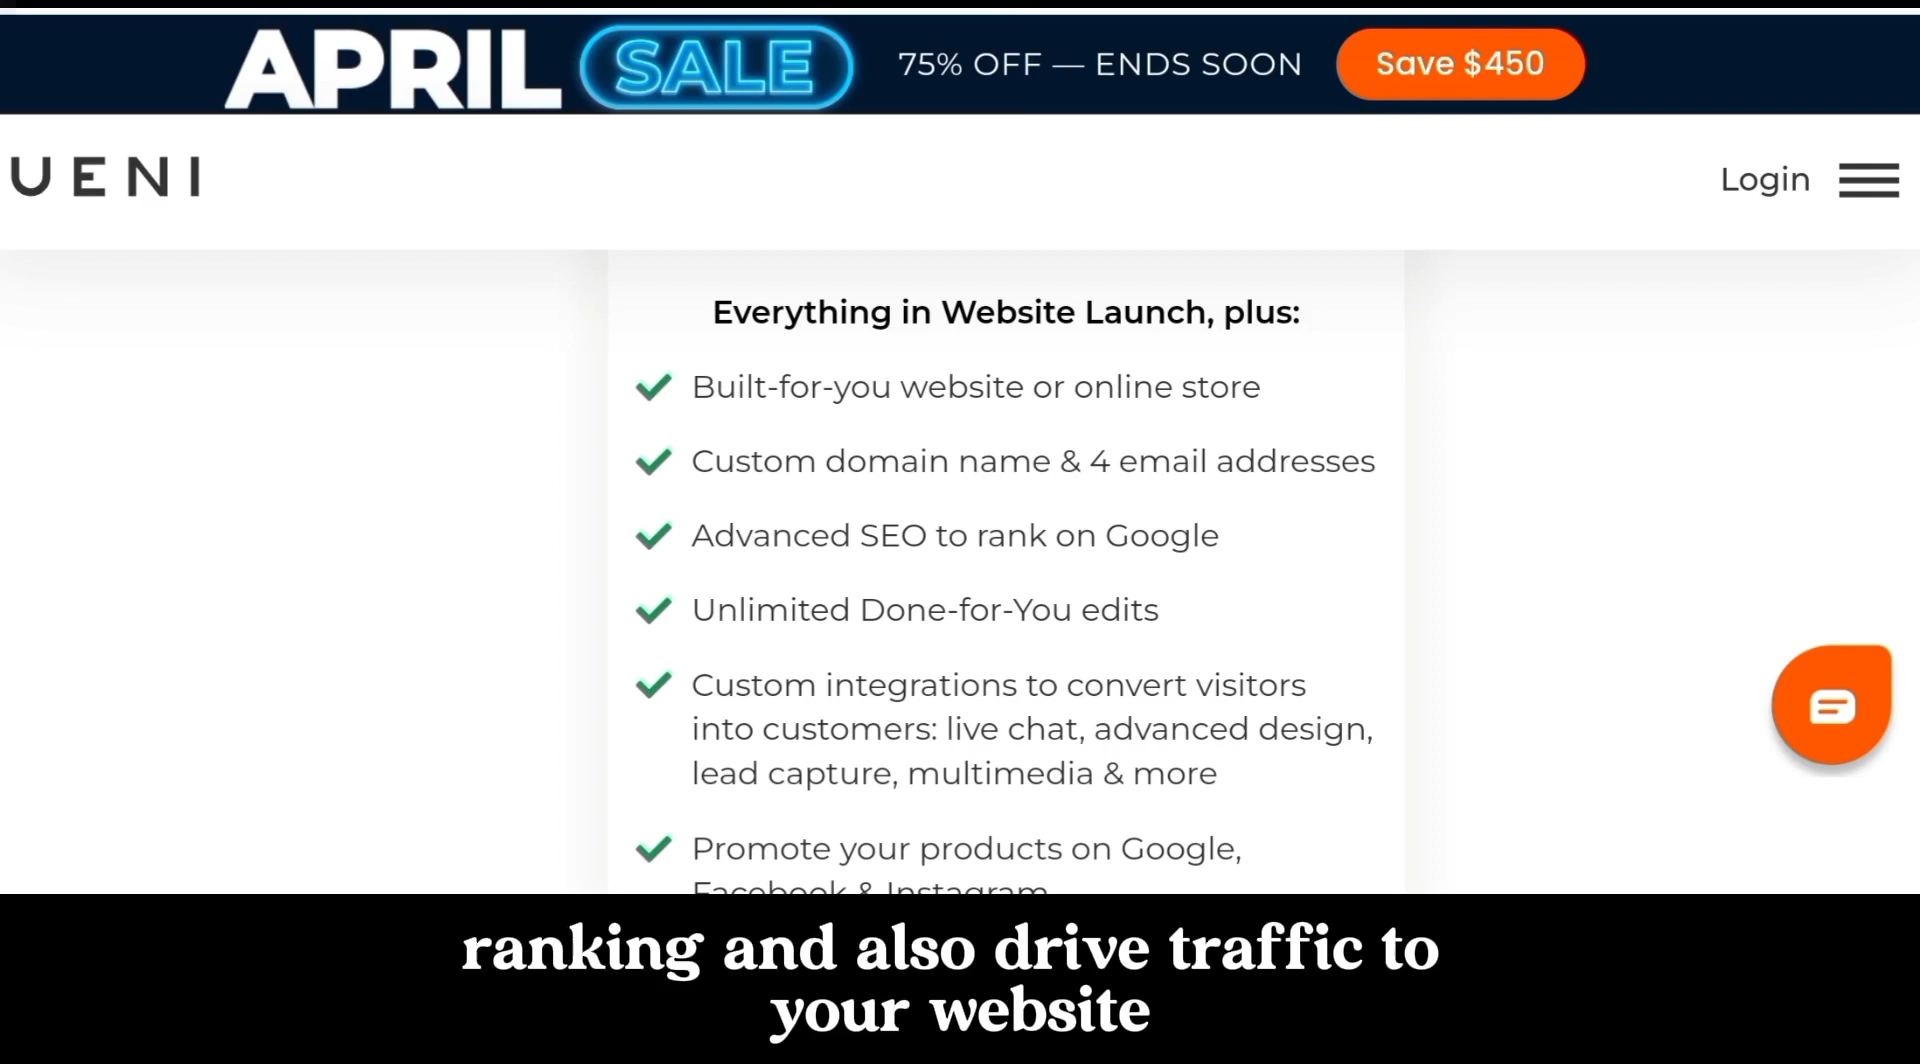 APRIL SALE 75% OFF — ENDS SOON Save $450
UENI Login
Everything in Website Launch, plus:
Built-for-you website or online store
Custom domain name & 4 email addresses
Advanced SEO to rank on Google
Unlimited Done-for-You edits
Custom integrations to convert visitors
into customers: live chat, advanced design,
lead capture, multimedia & more
Promote your products on Google,
Facebook & Instagram
ranking and also drive traffic to
your website